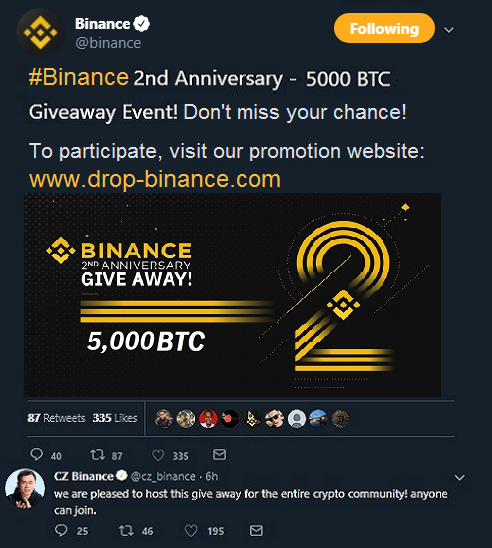 Binance
@binance
Following
#Binance 2nd Anniversary - 5000 BTC
Giveaway Event! Don't miss your chance!
To participate, visit our promotion website:
www.drop-binance.com
BINANCE
2ND ANNIVERSARY
GIVE AWAY!
5,000 BTC
2
87 Retweets 335 Likes
40 87 335
CZ Binance @cz_binance · 6h
we are pleased to host this give away for the entire crypto community! anyone
can join.
25 46 195